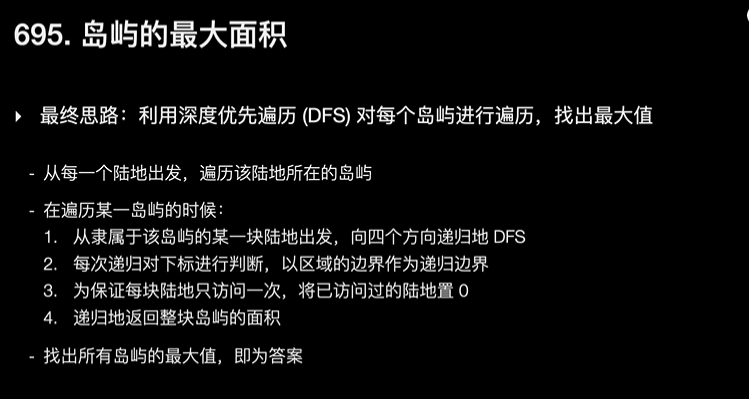 695. 岛屿的最大面积
最终思路：利用深度优先遍历 (DFS) 对每个岛屿进行遍历，找出最大值
- 从每一个陆地出发，遍历该陆地所在的岛屿
- 在遍历某一岛屿的时候：
1. 从隶属于该岛屿的某一块陆地出发，向四个方向递归地 DFS
2. 每次递归对下标进行判断，以区域的边界作为递归边界
3. 为保证每块陆地只访问一次，将已访问过的陆地置 0
4. 递归地返回整块岛屿的面积
- 找出所有岛屿的最大值，即为答案